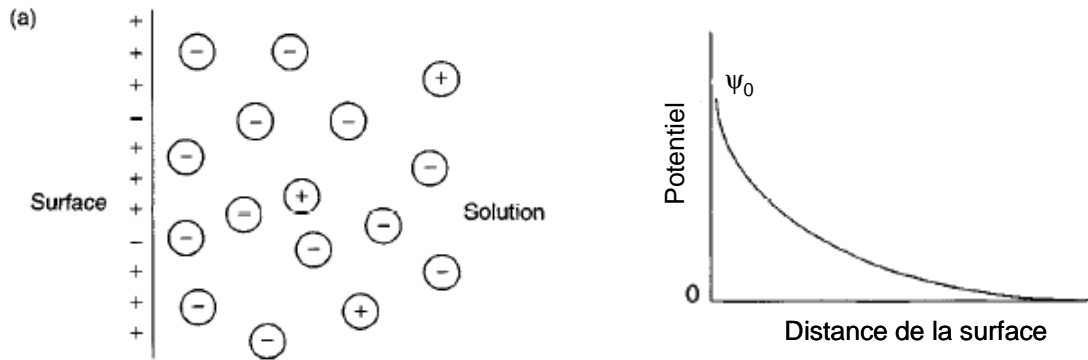 (a)
+
+
+
-
+
+
+
-
+
+
+
Surface
Solution
Potentiel
ψ0
0
Distance de la surface